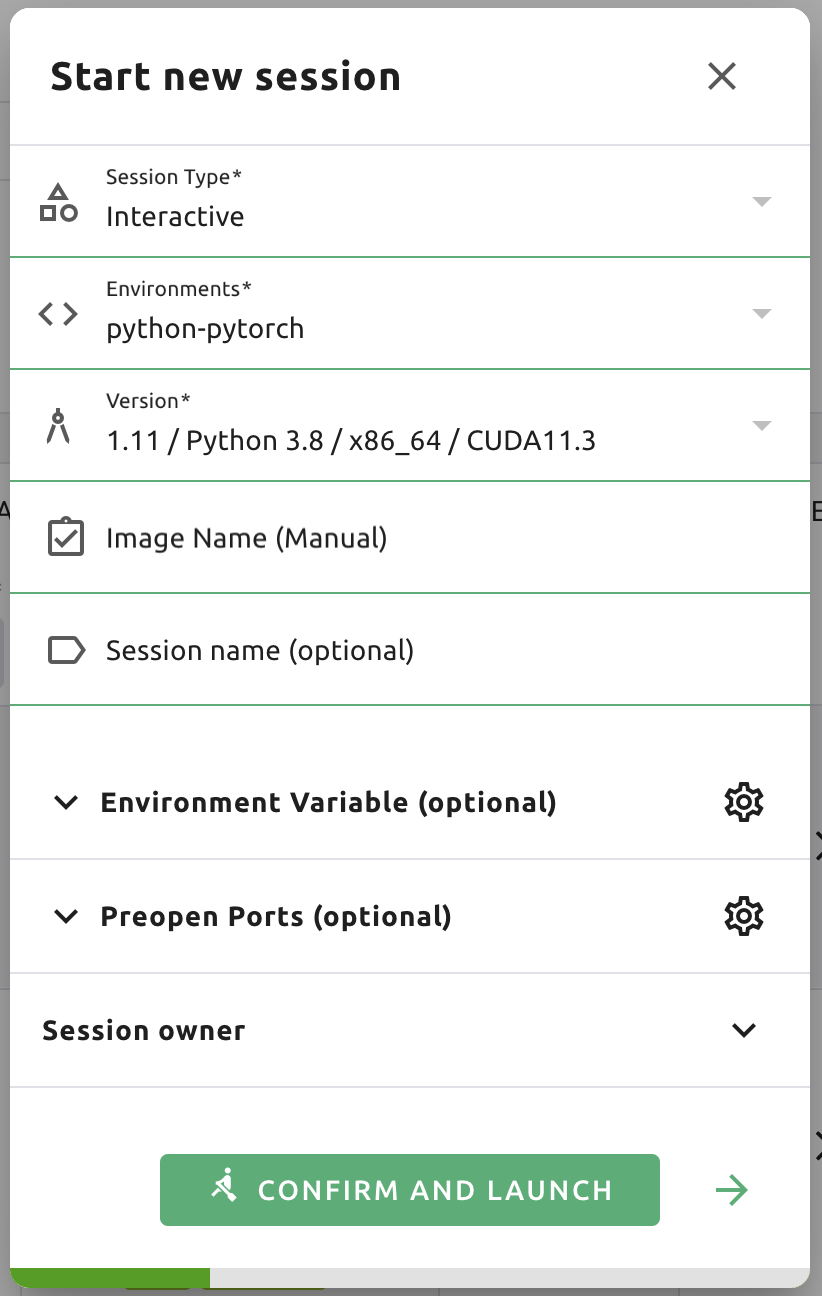 Start new session
Session Type*
Interactive
Environments*
python-pytorch
Version*
1.11 / Python 3.8 / x86_64 / CUDA11.3
Image Name (Manual)
Session name (optional)
Environment Variable (optional)
Preopen Ports (optional)
Session owner
CONFIRM AND LAUNCH